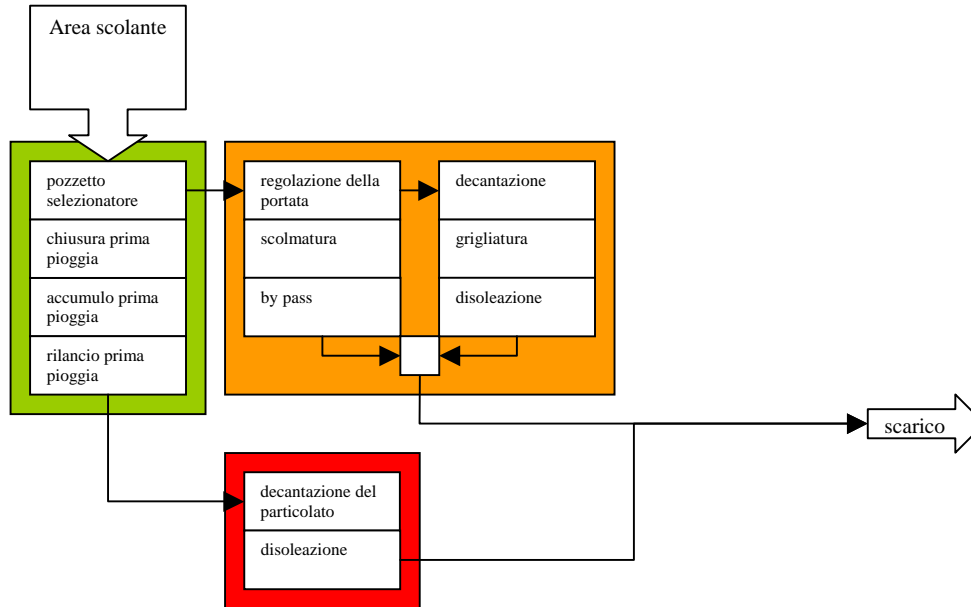 Area scolante
pozzetto
selezionatore
chiusura prima
pioggia
accumulo prima
pioggia
rilancio prima
pioggia
regolazione della
portata
scolmatura
by pass
decantazione
grigliatura
disoleazione
scarico
decantazione del
particolato
disoleazione